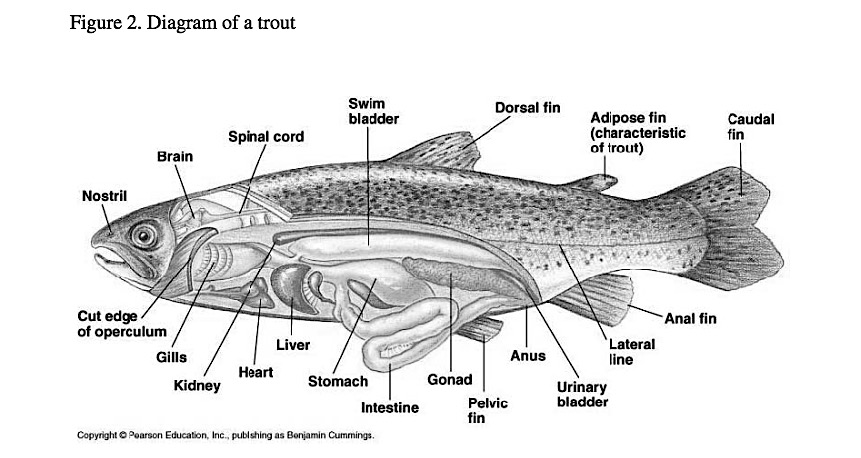 Figure 2. Diagram of a trout
Swim
bladder
Dorsal fin
Adipose fin
(characteristic
of trout)
Caudal
fin
Spinal cord
Brain
Nostril
Cut edge
of operculum
Gills
Kidney
Heart
Liver
Stomach
Intestine
Gonad
Pelvic
fin
Anus
Urinary
bladder
Lateral
line
Anal fin
Copyright © Pearson Education, Inc., publishing as Benjamin Cummings.